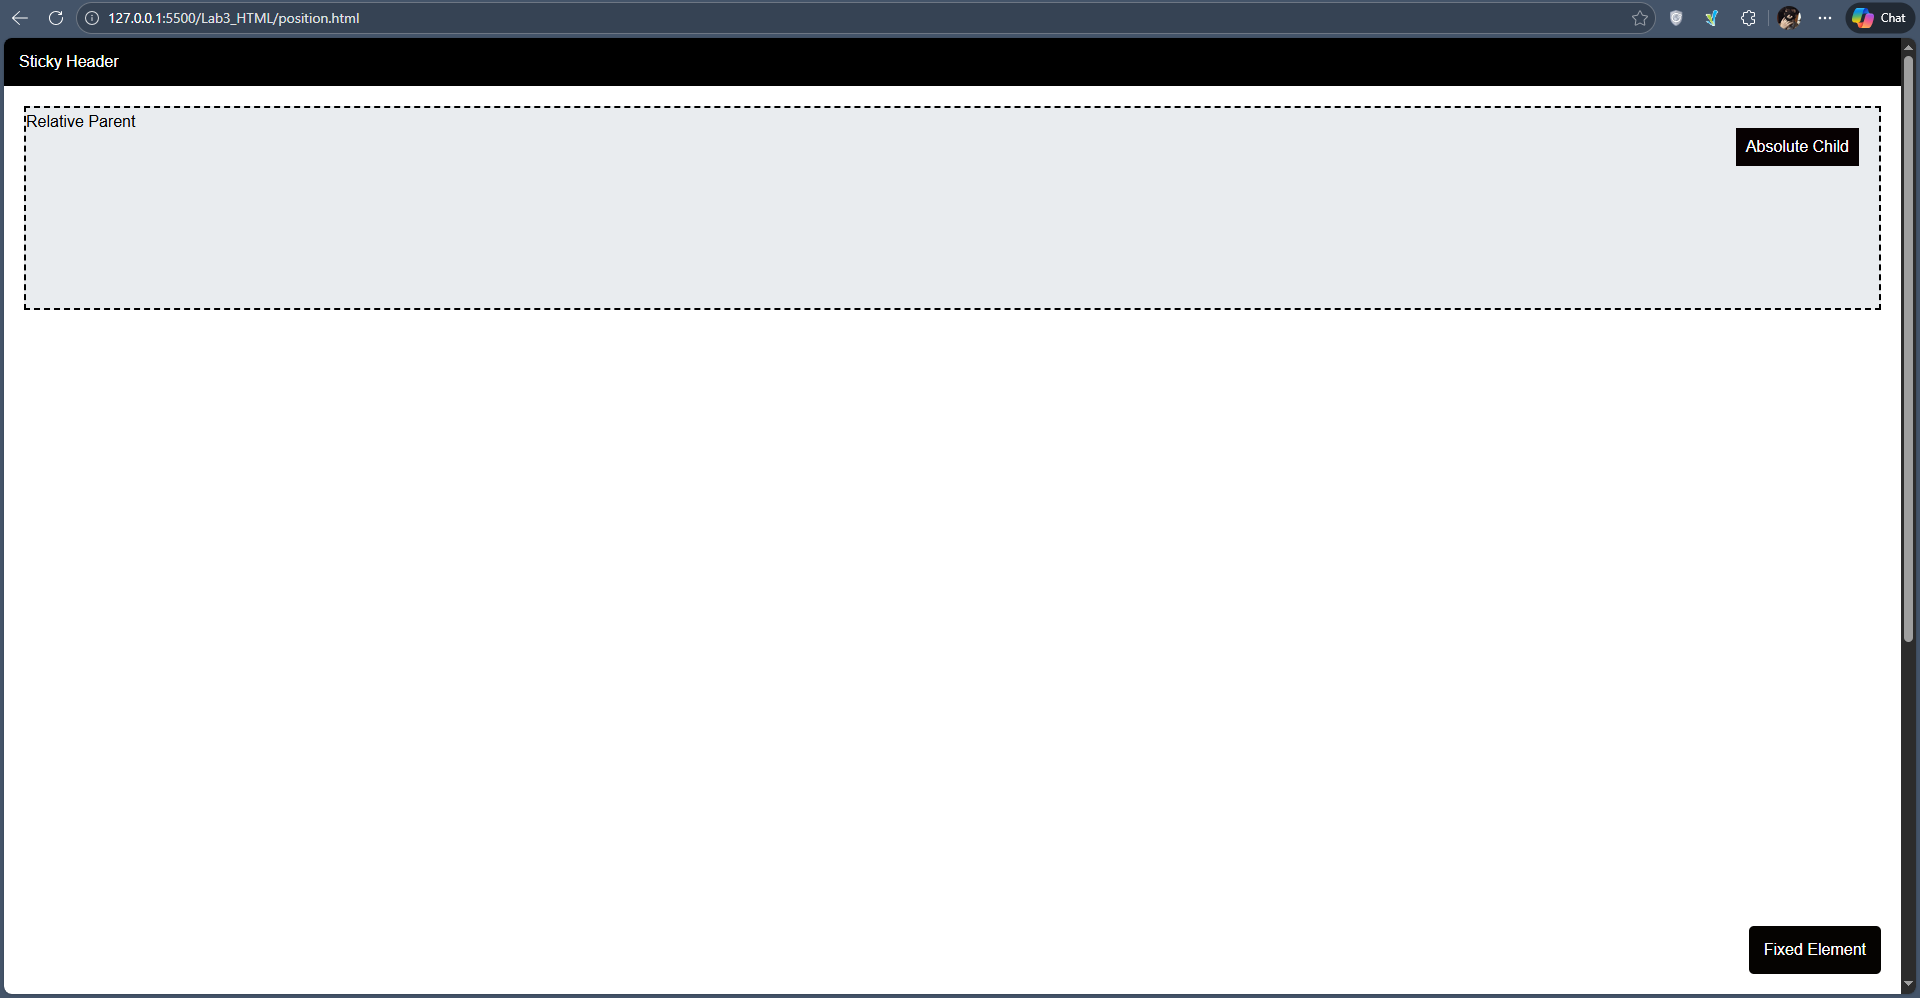 127.0.0.1:5500/Lab3_HTML/position.html
Chat
Sticky Header
Relative Parent
Absolute Child
Fixed Element